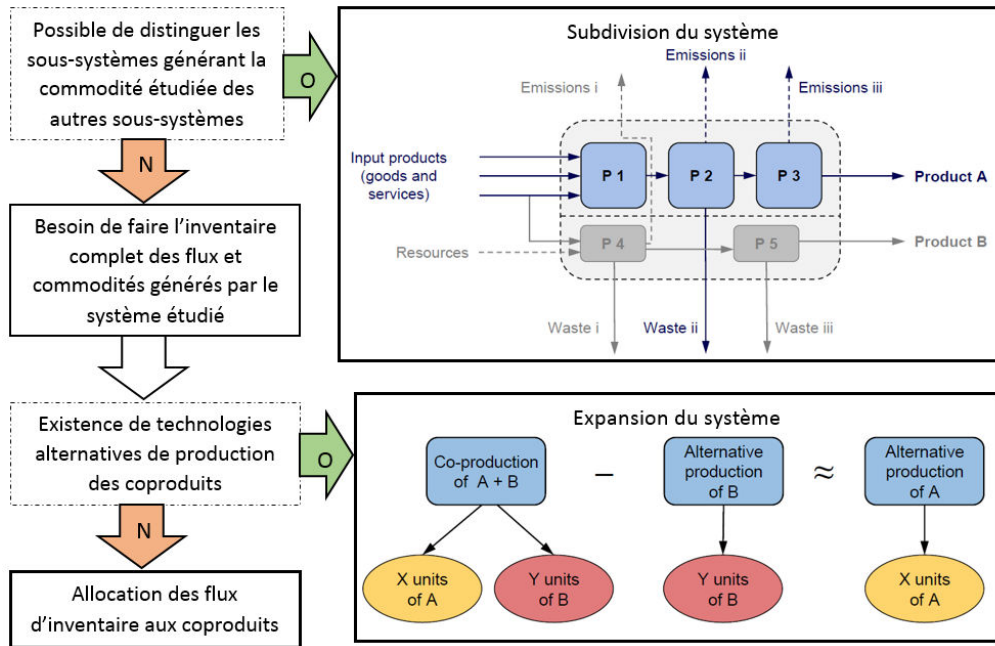 Possible de distinguer les
sous-systèmes générant la
commodité étudiée des
autres sous-systèmes
O
N
Subdivision du système
Emissions ii
Emissions i
Emissions iii
Input products
(goods and
services)
P 1
P 2
P 3
Product A
Resources
P 4
P 5
Product B
Waste i
Waste ii
Waste iii
Besoin de faire l'inventaire
complet des flux et
commodités générés par le
système étudié
Existence de technologies
alternatives de production
des coproduits
O
N
Expansion du système
Co-production
of A + B
−
Alternative
production
of B
≈
Alternative
production
of A
X units
of A
Y units
of B
Y units
of B
X units
of A
Allocation des flux
d'inventaire aux coproduits